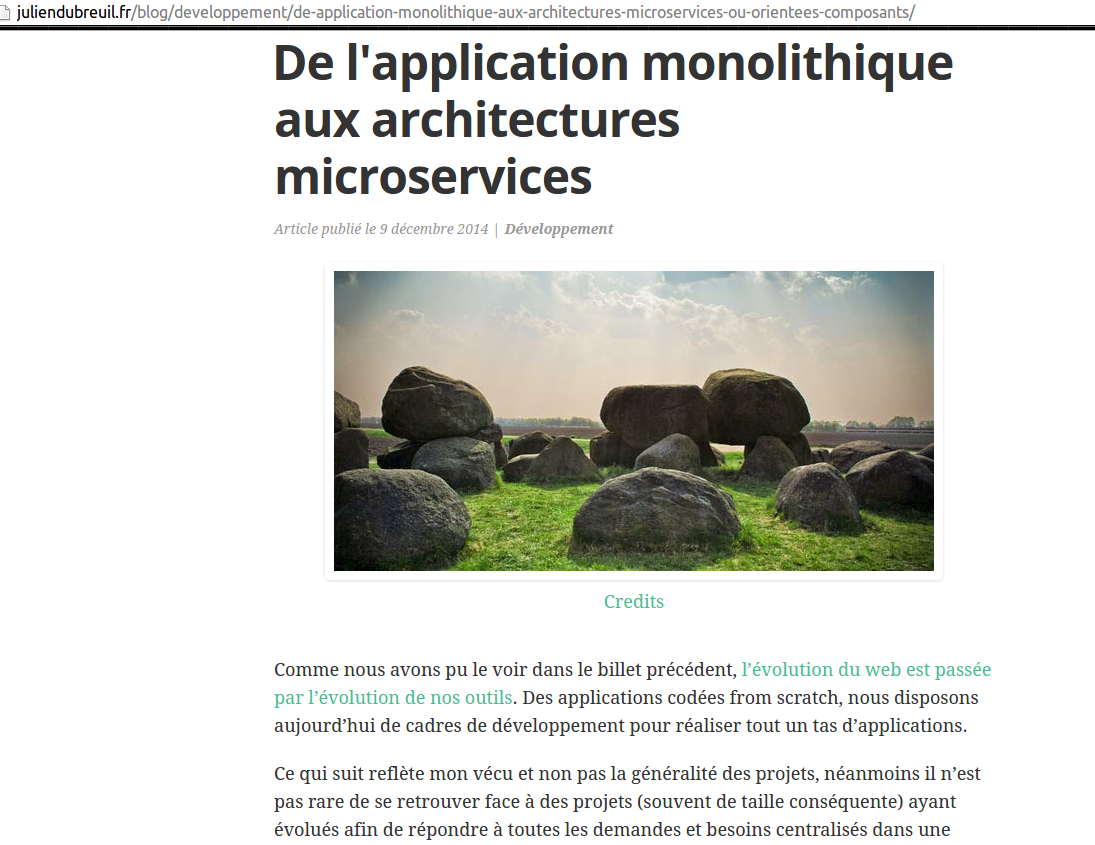 juliendubreuil.fr/blog/developpement/de-application-monolithique-aux-architectures-microservices-ou-orientees-composants/
De l'application monolithique
aux architectures
microservices
Article publié le 9 décembre 2014 | Développement
Credits
Comme nous avons pu le voir dans le billet précédent, l’évolution du web est passée
par l’évolution de nos outils. Des applications codées from scratch, nous disposons
aujourd’hui de cadres de développement pour réaliser tout un tas d’applications.
Ce qui suit reflète mon vécu et non pas la généralité des projets, néanmoins il n’est
pas rare de se retrouver face à des projets (souvent de taille conséquente) ayant
évolués afin de répondre à toutes les demandes et besoins centralisés dans une